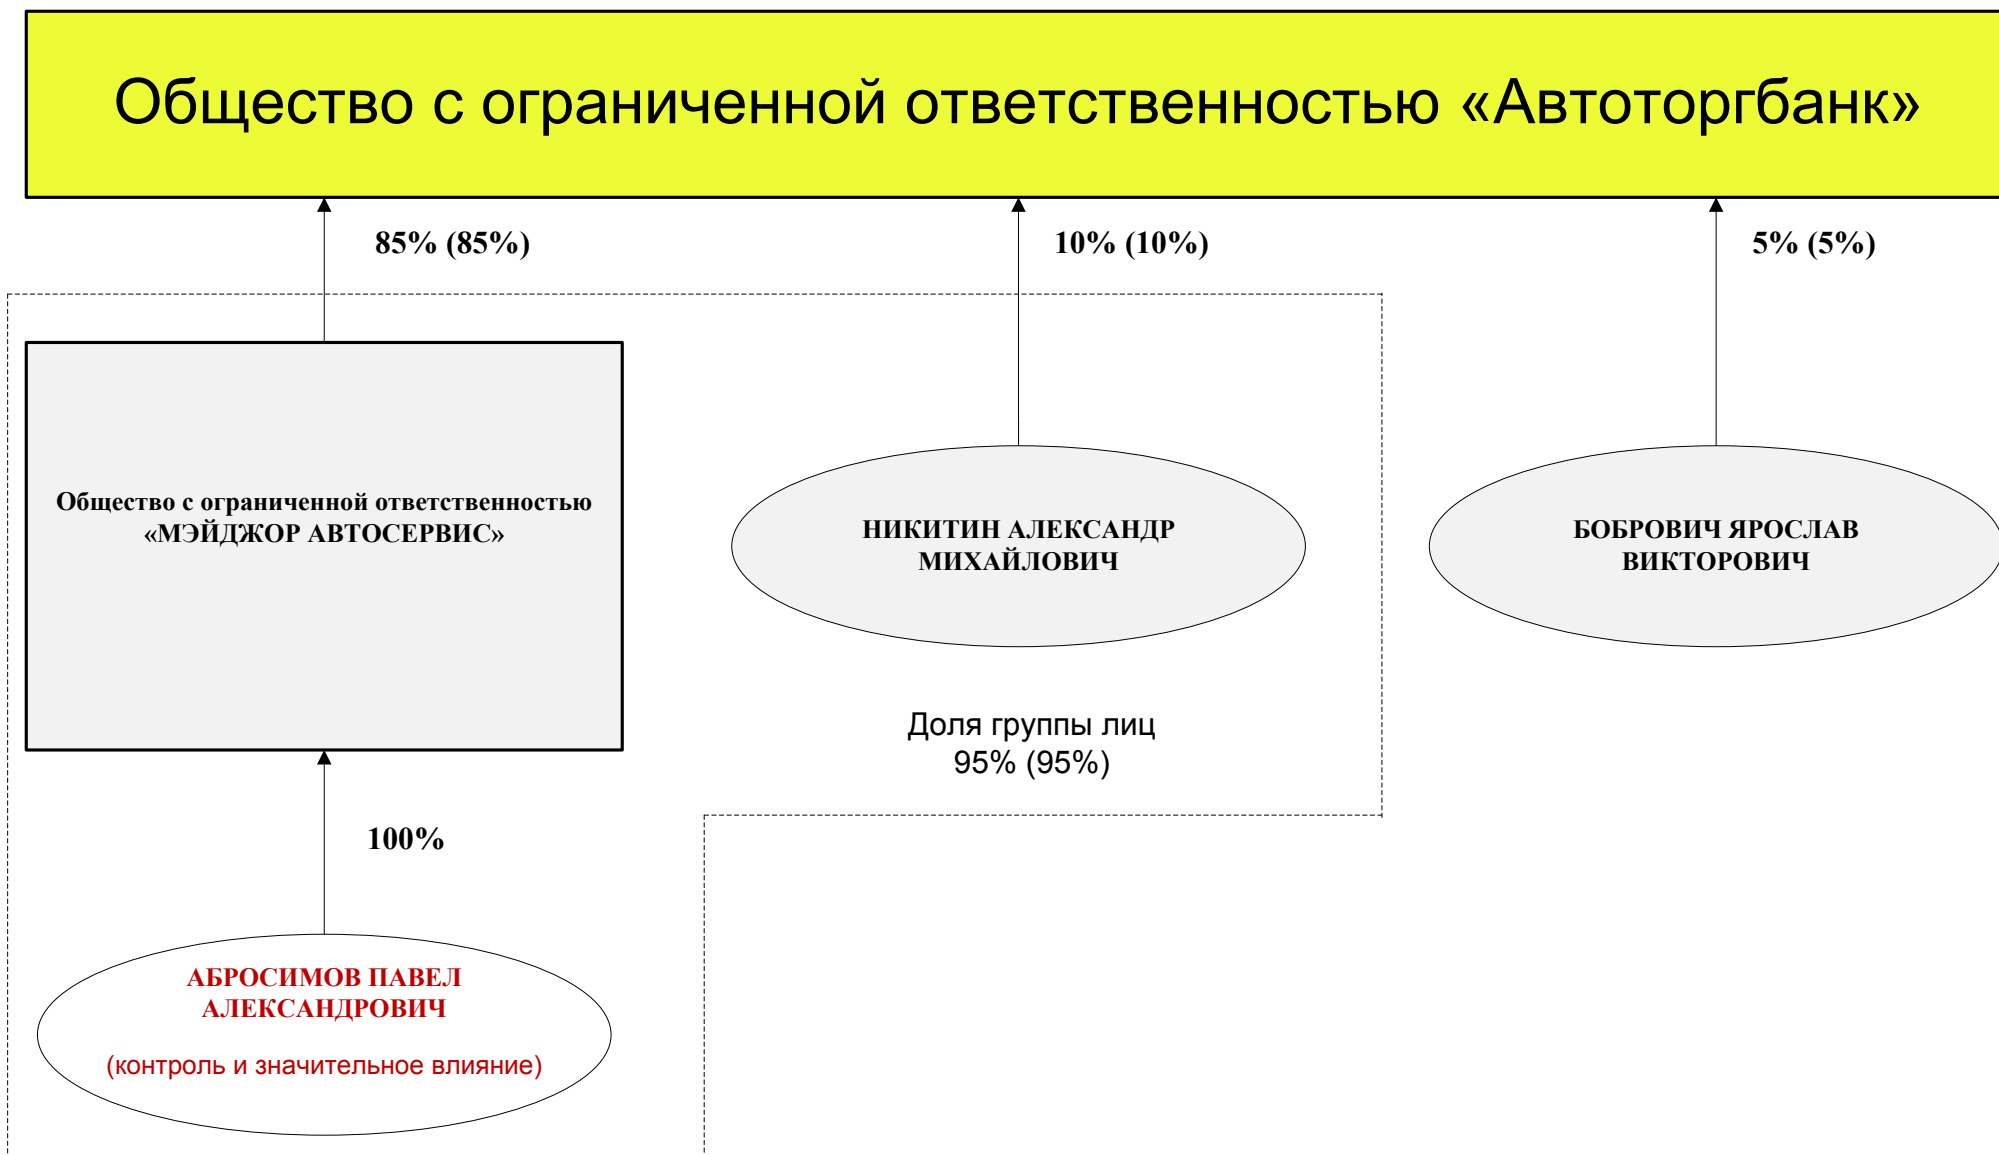 Общество с ограниченной ответственностью «Автоторгбанк»
85% (85%)
10% (10%)
5% (5%)
Общество с ограниченной ответственностью
«МЭЙДЖОР АВТОСЕРВИС»
НИКИТИН АЛЕКСАНДР
МИХАЙЛОВИЧ
БОБРОВИЧ ЯРОСЛАВ
ВИКТОРОВИЧ
Доля группы лиц
95% (95%)
100%
АБРОСИМОВ ПАВЕЛ
АЛЕКСАНДРОВИЧ
(контроль и значительное влияние)